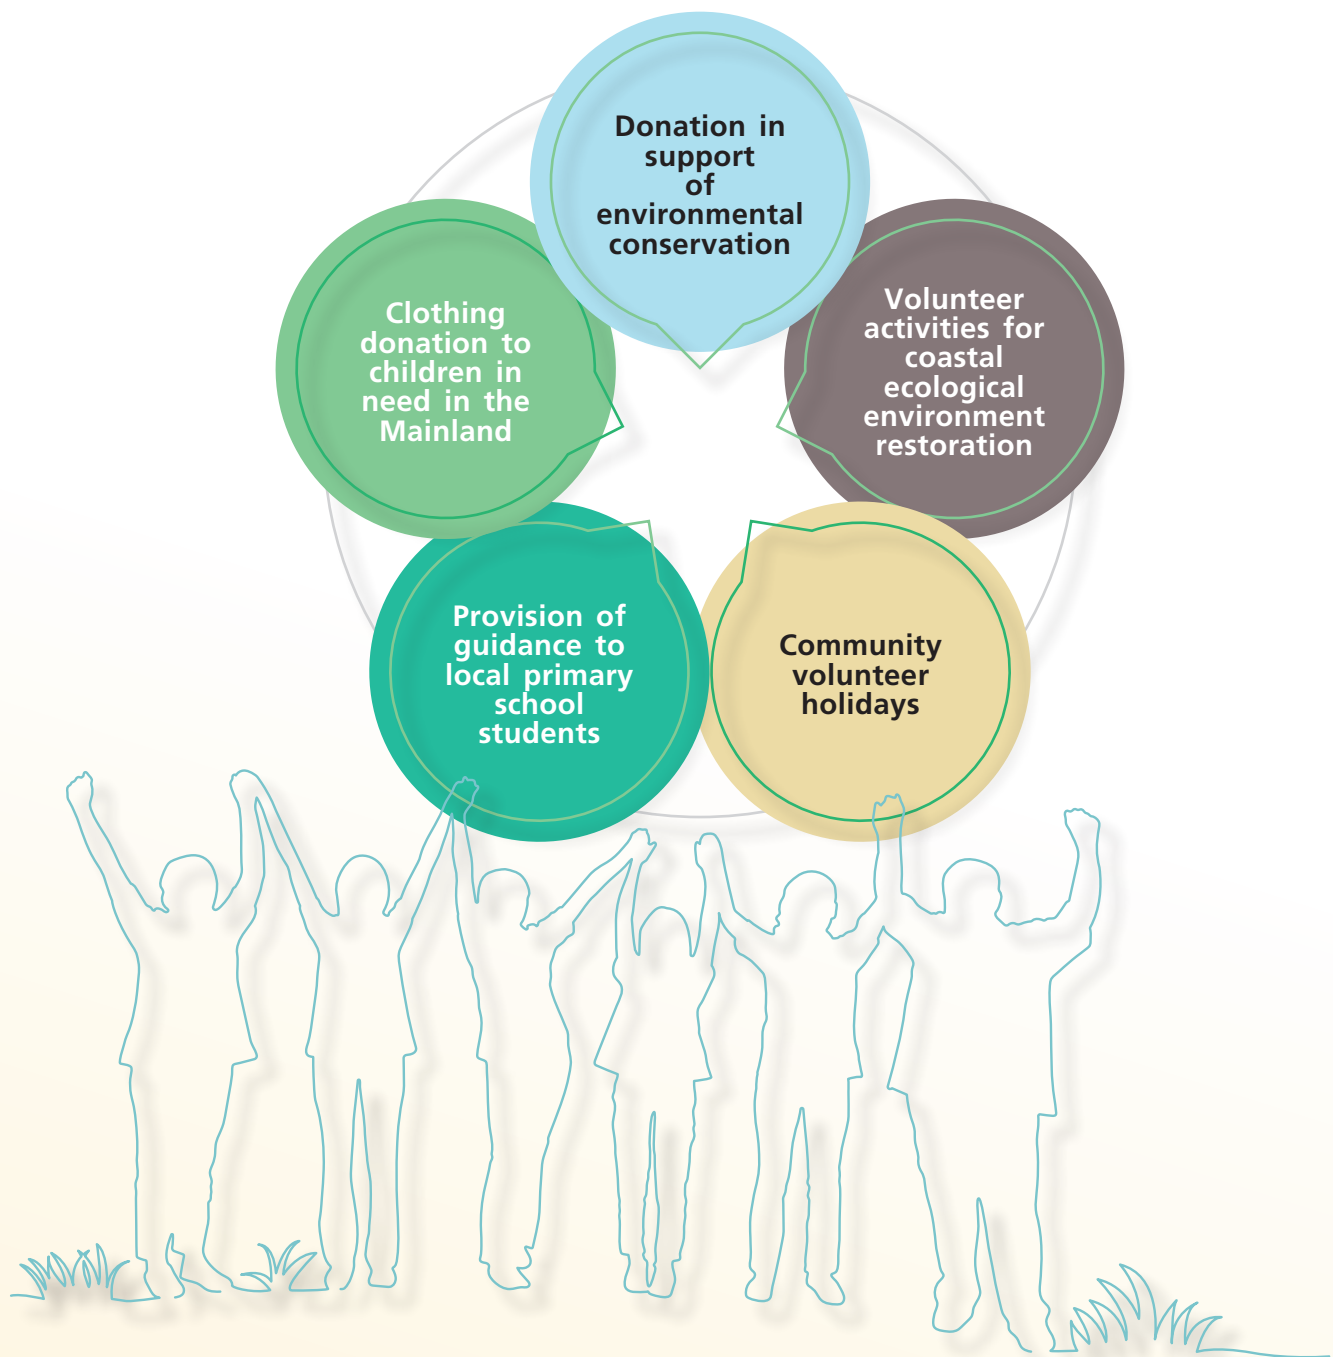 Donation in
support
of
environmental
conservation
Clothing
donation to
children in
need in the
Mainland
Volunteer
activities for
coastal
ecological
environment
restoration
Provision of
guidance to
local primary
school
students
Community
volunteer
holidays